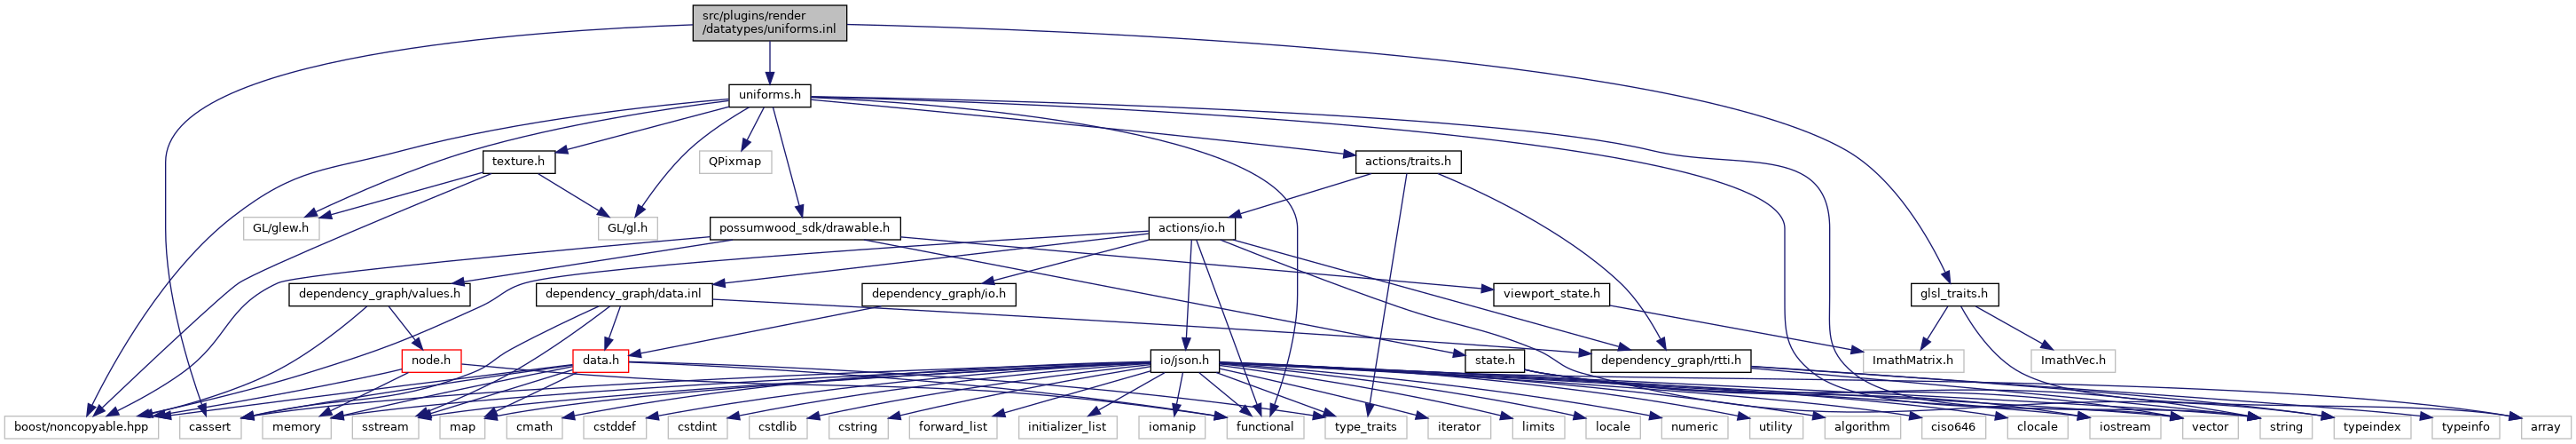 src/plugins/render
/datatypes/uniforms.inl
uniforms.h
texture.h
QPixmap
actions/traits.h
GL/glew.h
GL/gl.h
possumwood_sdk/drawable.h
actions/io.h
dependency_graph/values.h
dependency_graph/data.inl
dependency_graph/io.h
viewport_state.h
glsl_traits.h
node.h
data.h
io/json.h
state.h
dependency_graph/rtti.h
ImathMatrix.h
ImathVec.h
boost/noncopyable.hpp
cassert
memory
sstream
map
cmath
cstddef
cstdint
cstdlib
cstring
forward_list
initializer_list
iomanip
functional
type_traits
iterator
limits
locale
numeric
utility
algorithm
ciso646
clocale
iostream
vector
string
typeindex
typeinfo
array